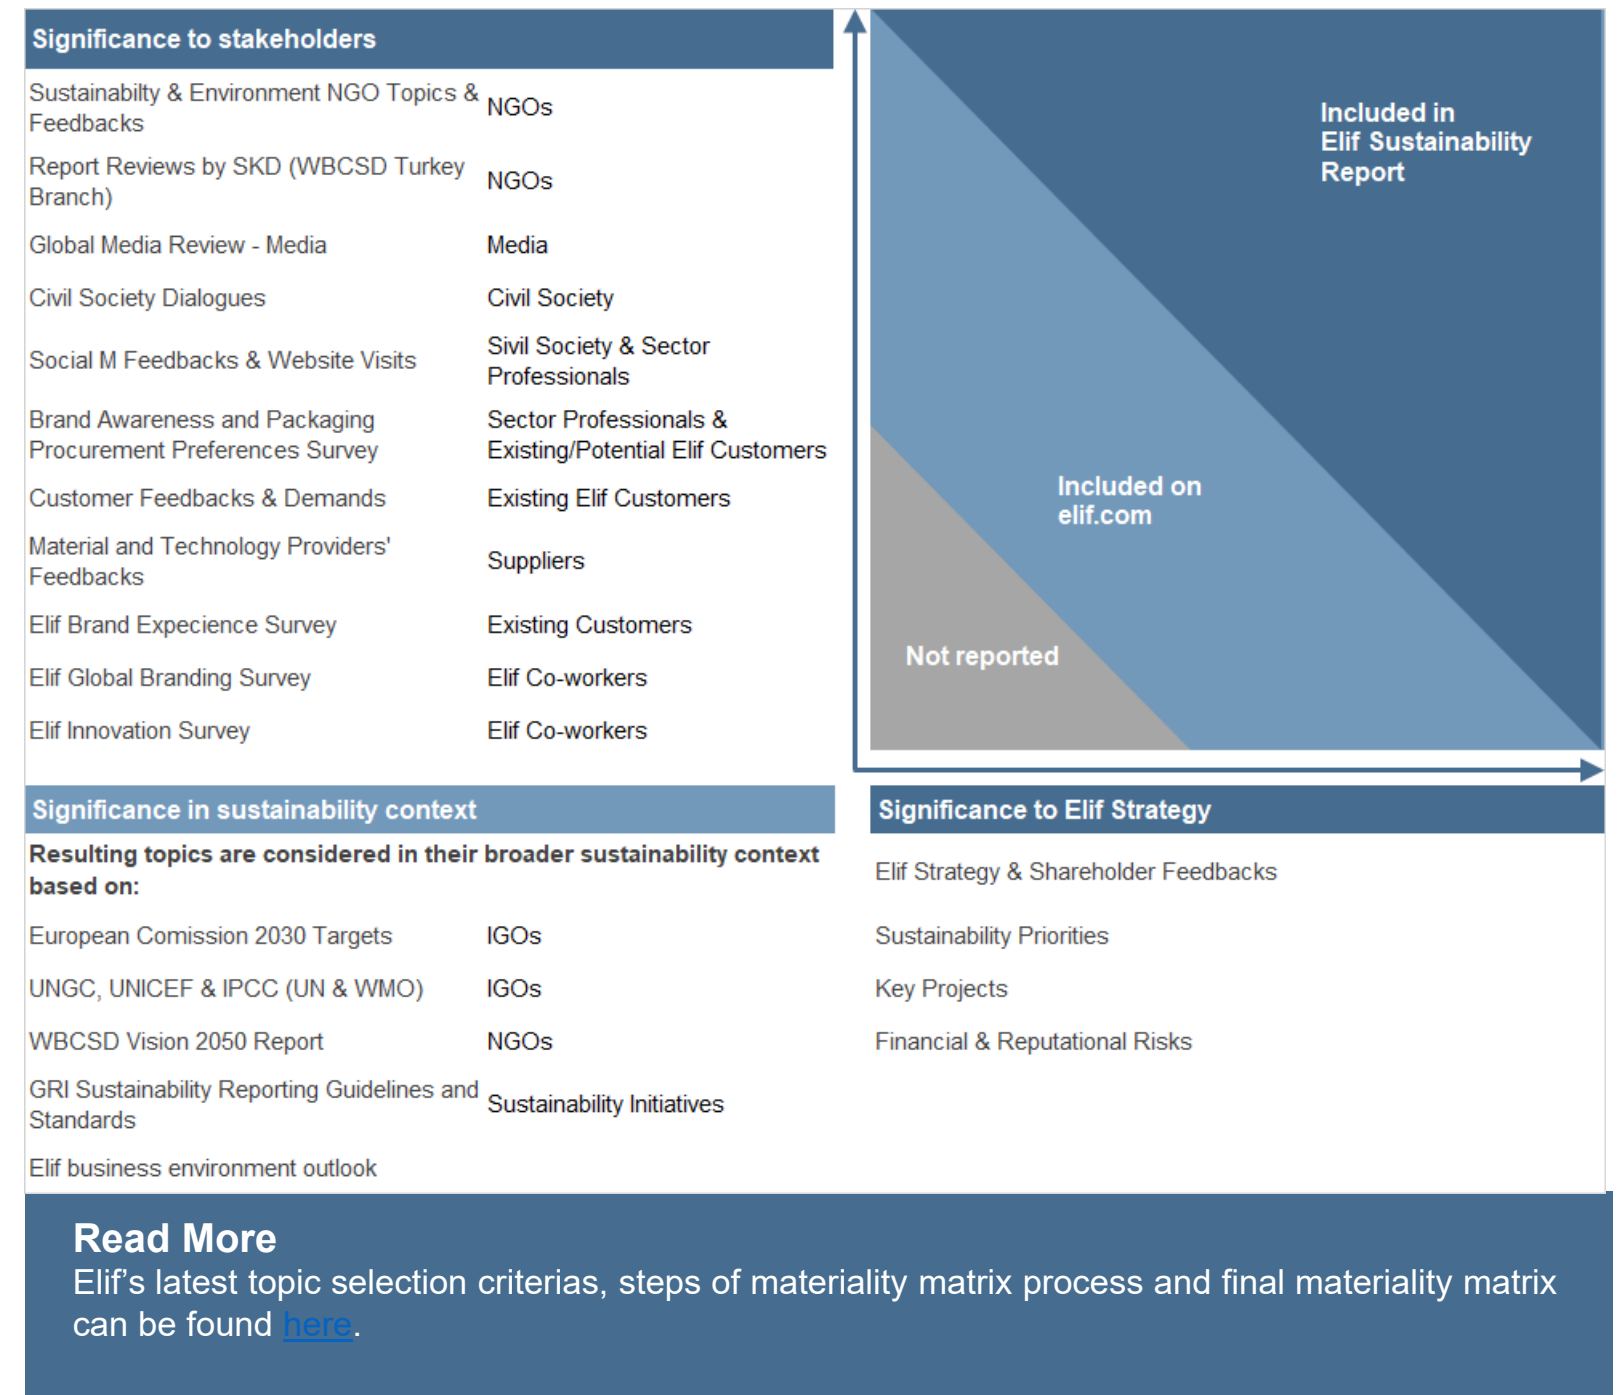 Significance to stakeholders
Sustainabilty & Environment NGO Topics &
Feedbacks
NGOs
Report Reviews by SKD (WBCSD Turkey
Branch)
NGOs
Global Media Review - Media
Media
Civil Society Dialogues
Civil Society
Social M Feedbacks & Website Visits
Sivil Society & Sector
Professionals
Brand Awareness and Packaging
Procurement Preferences Survey
Sector Professionals &
Existing/Potential Elif Customers
Customer Feedbacks & Demands
Existing Elif Customers
Material and Technology Providers'
Feedbacks
Suppliers
Elif Brand Expecience Survey
Existing Customers
Elif Global Branding Survey
Elif Co-workers
Elif Innovation Survey
Elif Co-workers
Included in
Elif Sustainability
Report
Included on
elif.com
Not reported
Significance in sustainability context
Resulting topics are considered in their broader sustainability context
based on:
European Comission 2030 Targets
IGOs
UNGC, UNICEF & IPCC (UN & WMO)
IGOs
WBCSD Vision 2050 Report
NGOs
GRI Sustainability Reporting Guidelines and
Standards
Sustainability Initiatives
Elif business environment outlook
Significance to Elif Strategy
Elif Strategy & Shareholder Feedbacks
Sustainability Priorities
Key Projects
Financial & Reputational Risks
Read More
Elif’s latest topic selection criterias, steps of materiality matrix process and final materiality matrix
can be found here.